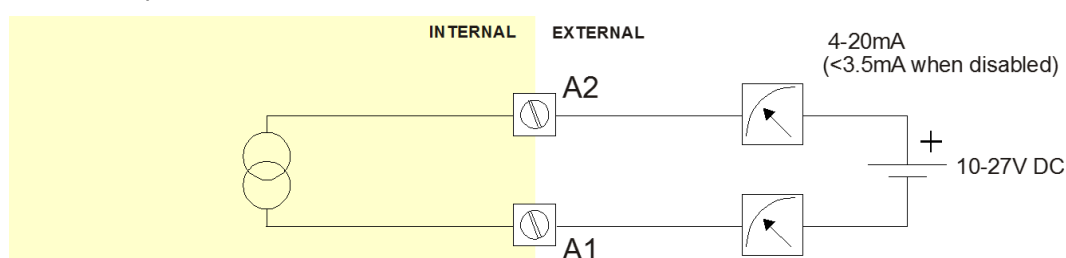 INTERNAL EXTERNAL
4-20mA
(<3.5mA when disabled)
A2
+
10-27V DC
A1